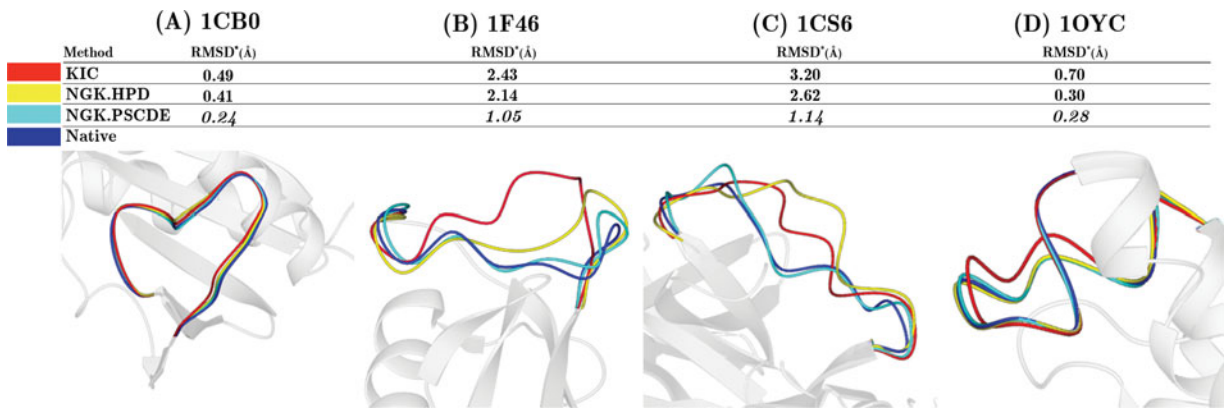 (A) 1CB0 (B) 1F46 (C) 1CS6 (D) 1OYC
Method RMSD*(Å) RMSD*(Å) RMSD*(Å) RMSD*(Å)
KIC 0.49 2.43 3.20 0.70
NGK.HPD 0.41 2.14 2.62 0.30
NGK.PSCDE 0.24 1.05 1.14 0.28
Native